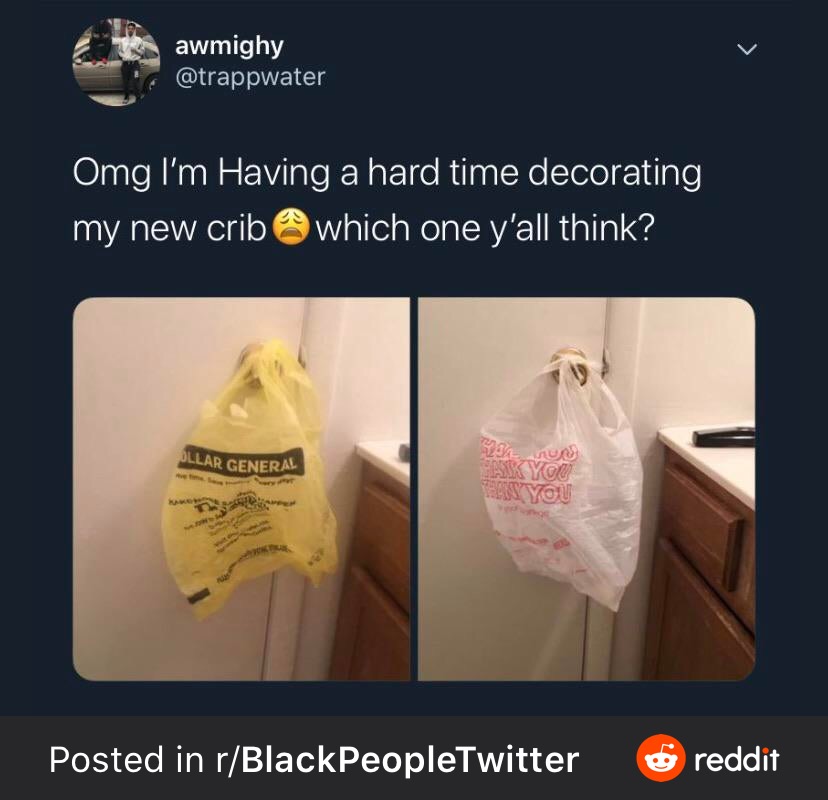 awmighy
@trappwater
Omg I'm Having a hard time decorating
my new crib😩which one y'all think?
OLLAR GENERAL
THANK YOU
THANK YOU
Posted in r/BlackPeopleTwitter
reddit